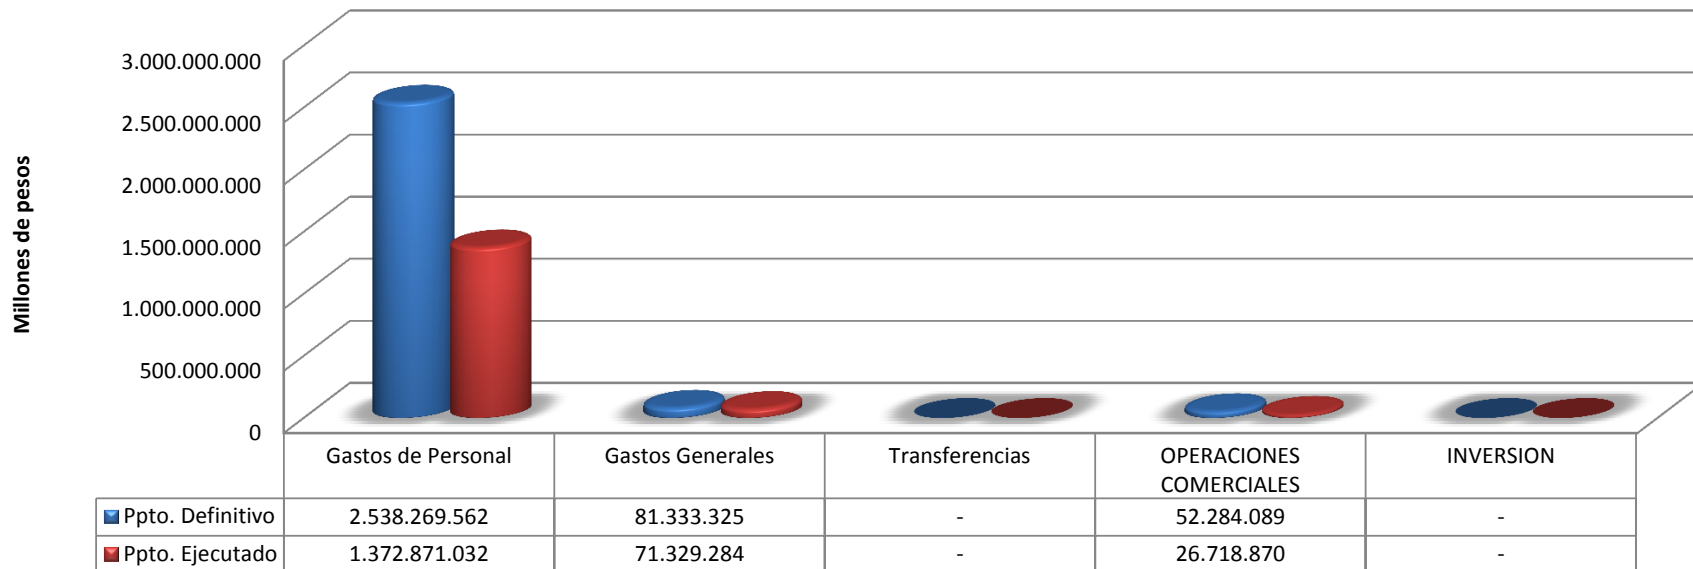 Millones de pesos
3.000.000.000
2.500.000.000
2.000.000.000
1.500.000.000
1.000.000.000
500.000.000
0
Gastos de Personal
Gastos Generales
Transferencias
OPERACIONES
COMERCIALES
INVERSION
Ppto. Definitivo 2.538.269.562 81.333.325 - 52.284.089 -
Ppto. Ejecutado 1.372.871.032 71.329.284 - 26.718.870 -